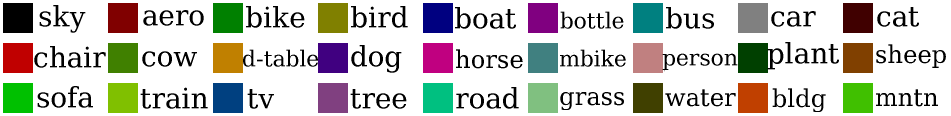 sky aero bike bird boat bottle bus car cat
chair cow d-table dog horse mbike person plant sheep
sofa train tv tree road grass water bldg mntn